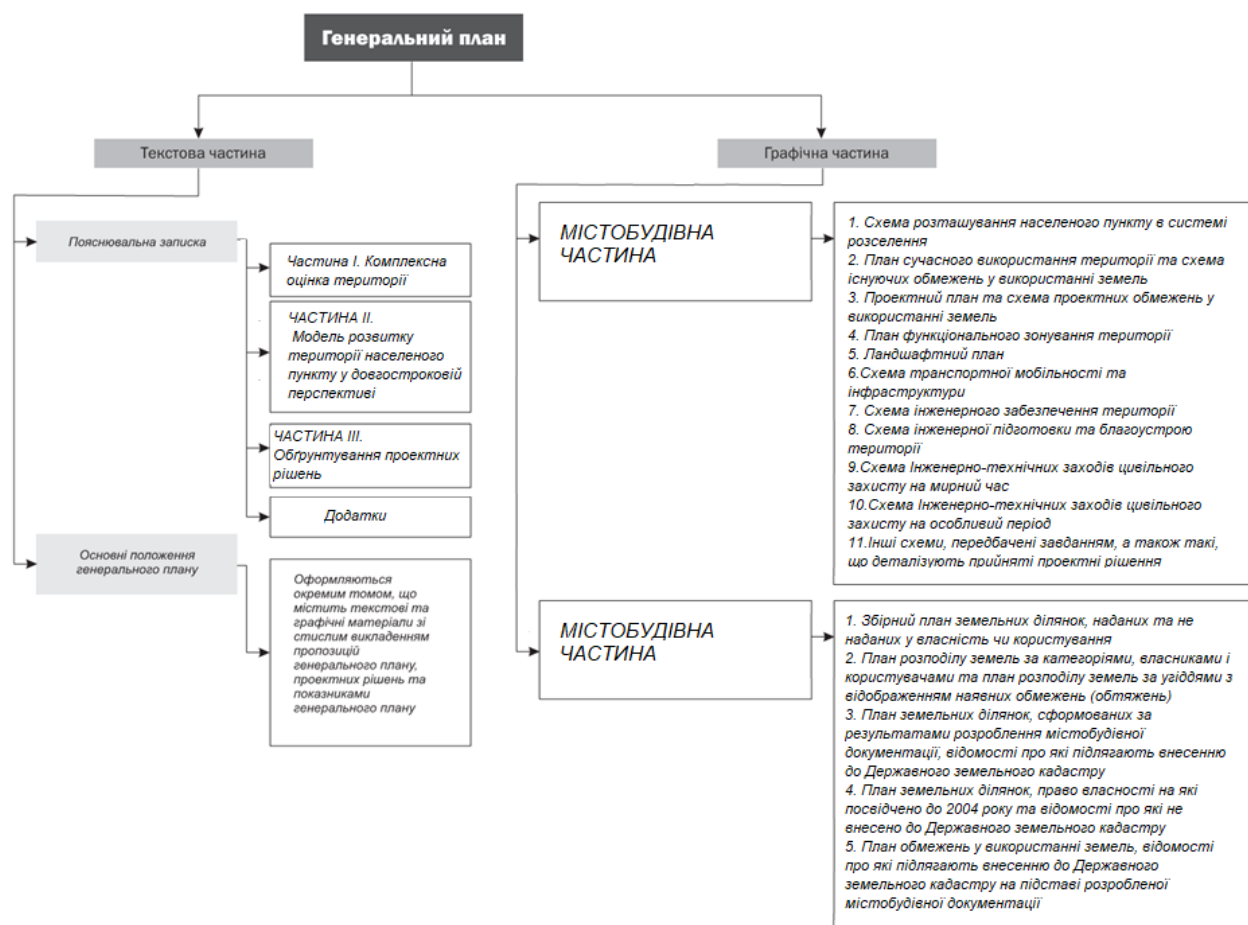 Генеральний план
Текстова частина
Графічна частина
Пояснювальна записка
Частина I. Комплексна
оцінка території
ЧАСТИНА II.
Модель розвитку
території населеного
пункту у довгостроковій
перспективі
ЧАСТИНА III.
Обґрунтування проектних
рішень
Додатки
Основні положення
генерального плану
Оформляються
окремим томом, що
містить текстові та
графічні матеріали зі
стислим викладенням
пропозицій
генерального плану,
проектних рішень та
показниками
генерального плану
МІСТОБУДІВНА
ЧАСТИНА
1. Схема розташування населеного пункту в системі
розселення
2. План сучасного використання території та схема
існуючих обмежень у використанні земель
3. Проектний план та схема проектних обмежень у
використанні земель
4. План функціонального зонування території
5. Ландшафтний план
6.Схема транспортної мобільності та
інфраструктури
7. Схема інженерного забезпечення території
8. Схема інженерної підготовки та благоустрою
території
9.Схема Інженерно-технічних заходів цивільного
захисту на мирний час
10.Схема Інженерно-технічних заходів цивільного
захисту на особливий період
11.Інші схеми, передбачені завданням, а також такі,
що деталізують прийняті проектні рішення
МІСТОБУДІВНА
ЧАСТИНА
1. Збірний план земельних ділянок, наданих та не
наданих у власність чи користування
2. План розподілу земель за категоріями, власниками і
користувачами та план розподілу земель за угіддями з
відображенням наявних обмежень (обтяжень)
3. План земельних ділянок, сформованих за
результатами розроблення містобудівної
документації, відомості про які підлягають внесенню
до Державного земельного кадастру
4. План земельних ділянок, право власності на які
посвідчено до 2004 року та відомості про які не
внесено до Державного земельного кадастру
5. План обмежень у використанні земель, відомості
про які підлягають внесенню до Державного
земельного кадастру на підставі розробленої
містобудівної документації